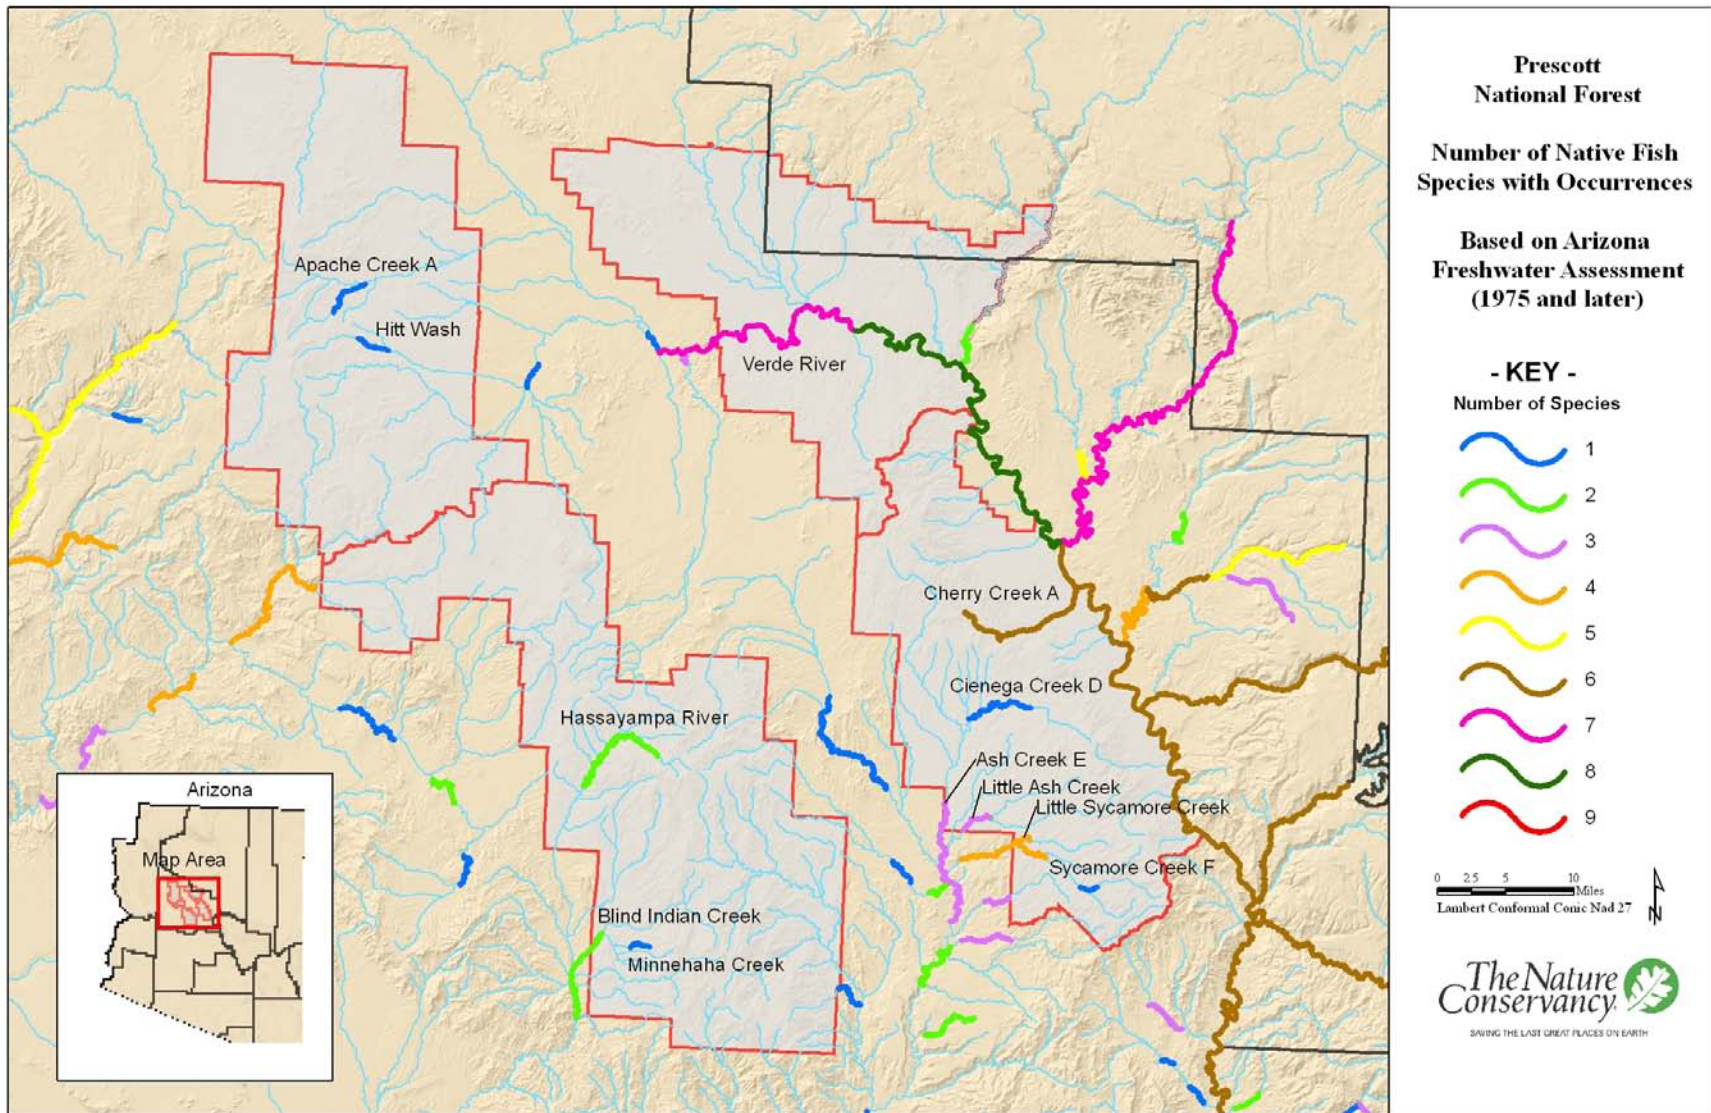 Apache Creek A
Hitt Wash
Verde River
Cherry Creek A
Cienega Creek D
Hassayampa River
Ash Creek E
Little Ash Creek
Little Sycamore Creek
Sycamore Creek F
Blind Indian Creek
Minnehaha Creek
Arizona
Map Area
Prescott
National Forest
Number of Native Fish
Species with Occurrences
Based on Arizona
Freshwater Assessment
(1975 and later)
- KEY -
Number of Species
1
2
3
4
5
6
7
8
9
0 2.5 5 10
Miles
Lambert Conformal Conic Nad 27
N
The Nature
Conservancy
SAVING THE LAST GREAT PLACES ON EARTH